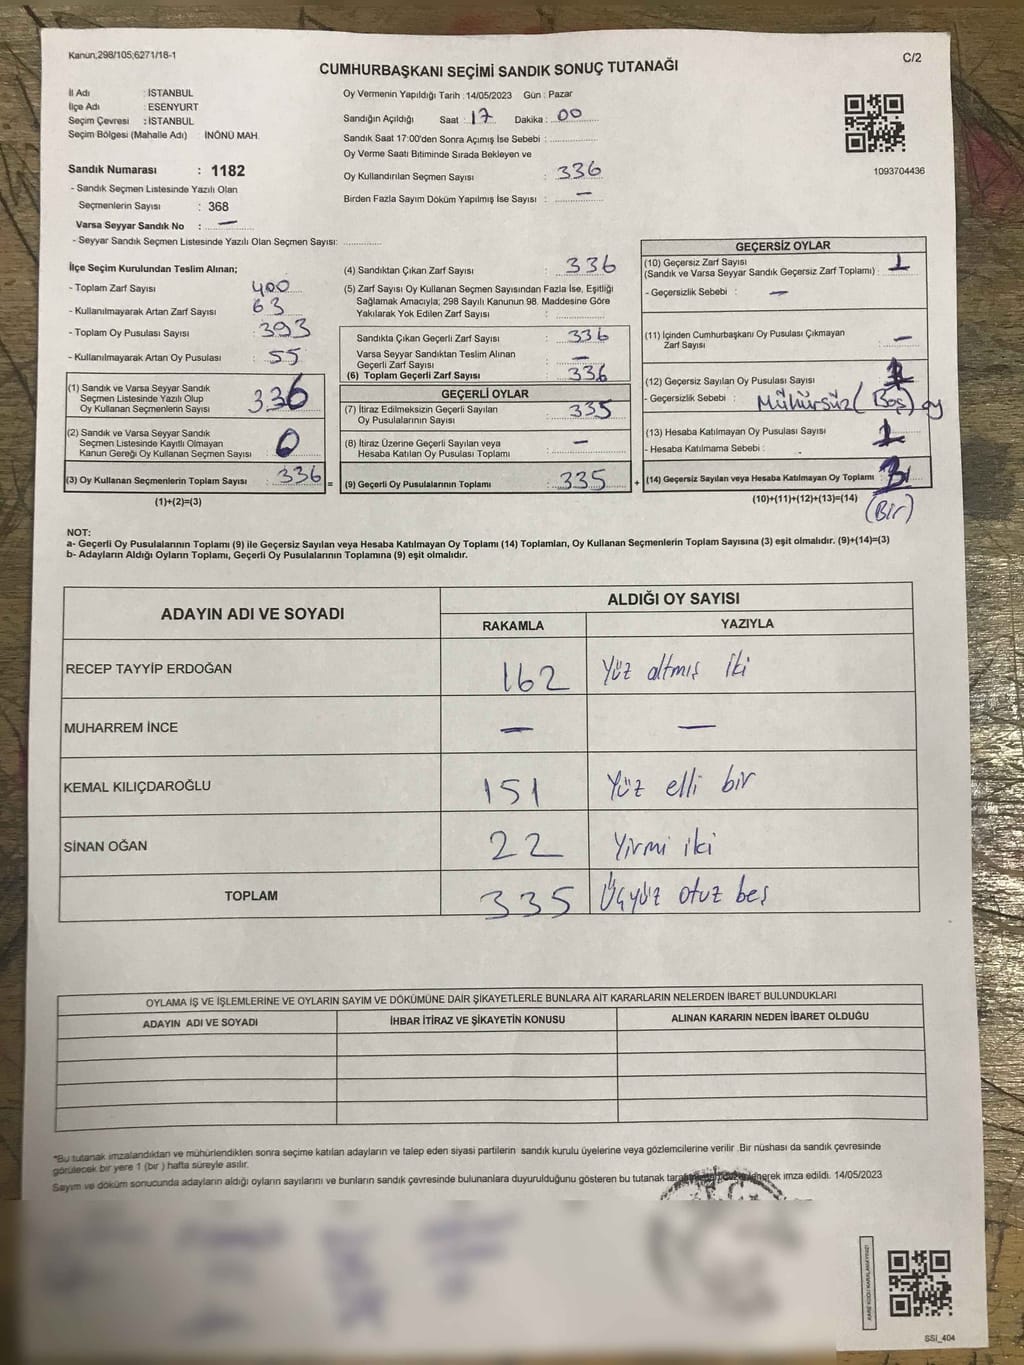 Kanun;298/105;6271/18-1
C/2
CUMHURBAŞKANI SEÇİMİ SANDIK SONUÇ TUTANAĞI
İl Adı : İSTANBUL
İlçe Adı : ESENYURT
Seçim Çevresi : İSTANBUL
Seçim Bölgesi (Mahalle Adı) : İNÖNÜ MAH.
Sandık Numarası : 1182
- Sandık Seçmen Listesinde Yazılı Olan
Seçmenlerin Sayısı : 368
Varsa Seyyar Sandık No : —
- Seyyar Sandık Seçmen Listesinde Yazılı Olan Seçmen Sayısı: ............
Oy Vermenin Yapıldığı Tarih : 14/05/2023 Gün : Pazar
Sandığın Açıldığı Saat : 17 Dakika : 00
Sandık Saat 17:00'den Sonra Açımış İse Sebebi : ..............
Oy Verme Saati Bitiminde Sırada Bekleyen ve
Oy Kullandırılan Seçmen Sayısı : 336
Birden Fazla Sayım Döküm Yapılmış İse Sayısı : —
1093704436
İlçe Seçim Kurulundan Teslim Alınan;
- Toplam Zarf Sayısı : 400
- Kullanılmayarak Artan Zarf Sayısı : 63
- Toplam Oy Pusulası Sayısı : 393
- Kullanılmayarak Artan Oy Pusulası : 55
(1) Sandık ve Varsa Seyyar Sandık
Seçmen Listesinde Yazılı Olup
Oy Kullanan Seçmenlerin Sayısı : 336
(2) Sandık ve Varsa Seyyar Sandık
Seçmen Listesinde Kayıtlı Olmayan
Kanun Gereği Oy Kullanan Seçmen Sayısı : 0
(3) Oy Kullanan Seçmenlerin Toplam Sayısı : 336 =
(1)+(2)=(3)
(4) Sandıktan Çıkan Zarf Sayısı : 336
(5) Zarf Sayısı Oy Kullanan Seçmen Sayısından Fazla İse, Eşitliği
Sağlamak Amacıyla; 298 Sayılı Kanunun 98. Maddesine Göre
Yakılarak Yok Edilen Zarf Sayısı : ..............
Sandıkta Çıkan Geçerli Zarf Sayısı : 336
Varsa Seyyar Sandıktan Teslim Alınan
Geçerli Zarf Sayısı : —
(6) Toplam Geçerli Zarf Sayısı : 336
GEÇERLİ OYLAR
(7) İtiraz Edilmeksizin Geçerli Sayılan
Oy Pusulalarının Sayısı : 335
(8) İtiraz Üzerine Geçerli Sayılan veya
Hesaba Katılan Oy Pusulası Toplamı : —
(9) Geçerli Oy Pusulalarının Toplamı : 335 +
GEÇERSİZ OYLAR
(10) Geçersiz Zarf Sayısı
(Sandık ve Varsa Seyyar Sandık Geçersiz Zarf Toplamı) : 1
- Geçersizlik Sebebi : —
(11) İçinden Cumhurbaşkanı Oy Pusulası Çıkmayan
Zarf Sayısı : —
(12) Geçersiz Sayılan Oy Pusulası Sayısı :
- Geçersizlik Sebebi : Mühürsüz (Boş) oy
(13) Hesaba Katılmayan Oy Pusulası Sayısı : 1
- Hesaba Katılmama Sebebi :
(14) Geçersiz Sayılan veya Hesaba Katılmayan Oy Toplamı :
(10)+(11)+(12)+(13)=(14)
(Bir)
NOT:
a- Geçerli Oy Pusulalarının Toplamı (9) ile Geçersiz Sayılan veya Hesaba Katılmayan Oy Toplamı (14) Toplamları, Oy Kullanan Seçmenlerin Toplam Sayısına (3) eşit olmalıdır. (9)+(14)=(3)
b- Adayların Aldığı Oyların Toplamı, Geçerli Oy Pusulalarının Toplamına (9) eşit olmalıdır.
ADAYIN ADI VE SOYADI
ALDIĞI OY SAYISI
RAKAMLA YAZIYLA
RECEP TAYYİP ERDOĞAN 162 Yüz altmış iki
MUHARREM İNCE — —
KEMAL KILIÇDAROĞLU 151 Yüz elli bir
SİNAN OĞAN 22 Yirmi iki
TOPLAM 335 Üçyüz otuz beş
OYLAMA İŞ VE İŞLEMLERİNE VE OYLARIN SAYIM VE DÖKÜMÜNE DAİR ŞİKAYETLERLE BUNLARA AİT KARARLARIN NELERDEN İBARET BULUNDUKLARI
ADAYIN ADI VE SOYADI İHBAR İTİRAZ VE ŞİKAYETİN KONUSU ALINAN KARARIN NEDEN İBARET OLDUĞU
*Bu tutanak imzalandıktan ve mühürlendikten sonra seçime katılan adayların ve talep eden siyasi partilerin sandık kurulu üyelerine veya gözlemcilerine verilir .Bir nüshası da sandık çevresinde
görülecek bir yere 1 (bir ) hafta süreyle asılır.
Sayım ve döküm sonucunda adayların aldığı oyların sayılarını ve bunların sandık çevresinde bulunanlara duyurulduğunu gösteren bu tutanak imza edildi. 14/05/2023
SSİ_404